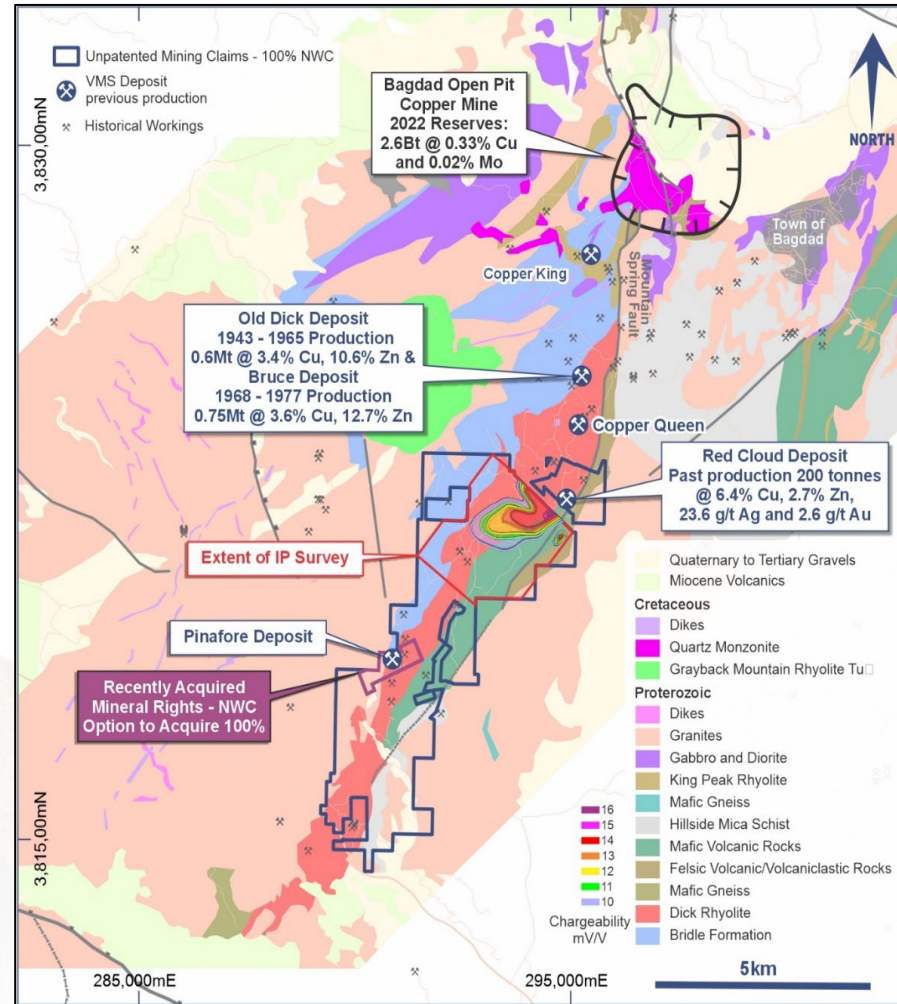 Unpatented Mining Claims - 100% NWC
VMS Deposit
previous production
Historical Workings
Bagdad Open Pit
Copper Mine
2022 Reserves:
2.6Bt @ 0.33% Cu
and 0.02% Mo
NORTH
3,830,00mN
Town of
Bagdad
Copper King
Mountain
Spring Fault
Old Dick Deposit
1943 - 1965 Production
0.6Mt @ 3.4% Cu, 10.6% Zn &
Bruce Deposit
1968 - 1977 Production
0.75Mt @ 3.6% Cu, 12.7% Zn
Copper Queen
Red Cloud Deposit
Past production 200 tonnes
@ 6.4% Cu, 2.7% Zn,
23.6 g/t Ag and 2.6 g/t Au
Extent of IP Survey
Pinafore Deposit
Recently Acquired
Mineral Rights - NWC
Option to Acquire 100%
Quaternary to Tertiary Gravels
Miocene Volcanics
Cretaceous
Dikes
Quartz Monzonite
Grayback Mountain Rhyolite Tu□
Proterozoic
Dikes
Granites
Gabbro and Diorite
King Peak Rhyolite
Mafic Gneiss
Hillside Mica Schist
Mafic Volcanic Rocks
Felsic Volcanic/Volcaniclastic Rocks
Mafic Gneiss
Dick Rhyolite
Bridle Formation
16
15
14
13
12
11
10
Chargeability
mV/V
3,815,00mN
285,000mE
295,000mE
5km